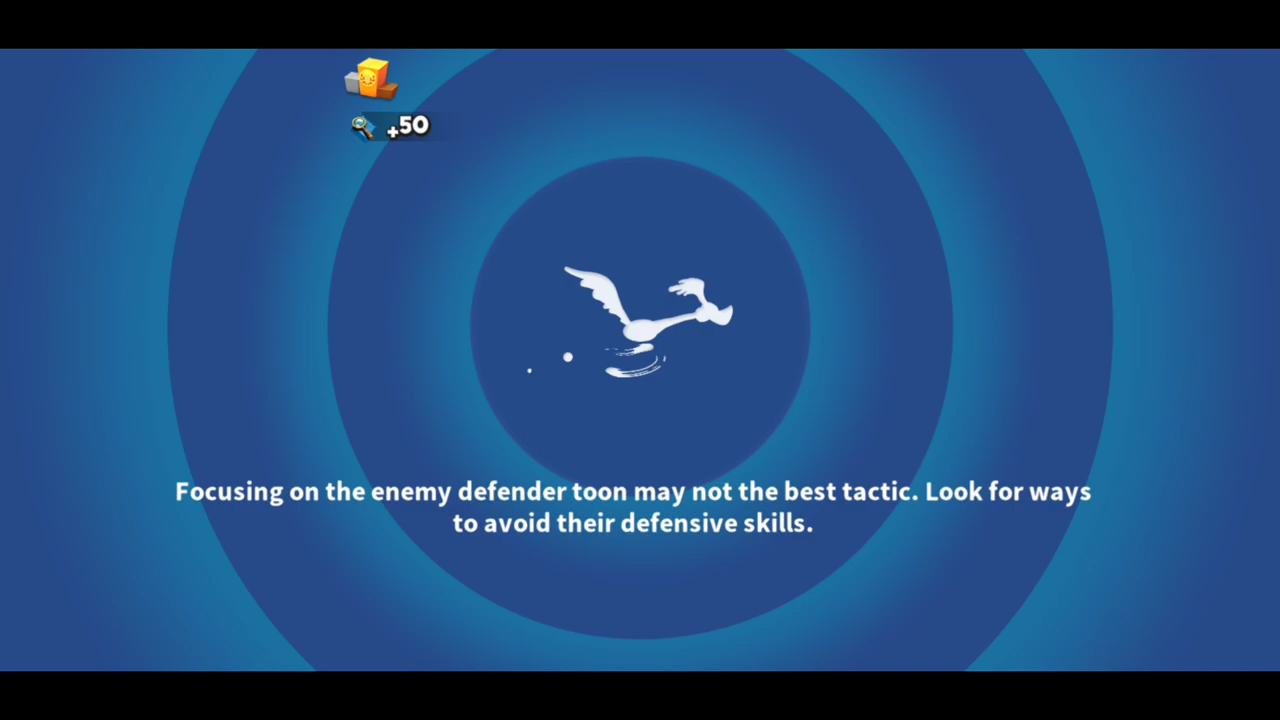 +50
Focusing on the enemy defender toon may not the best tactic. Look for ways
to avoid their defensive skills.